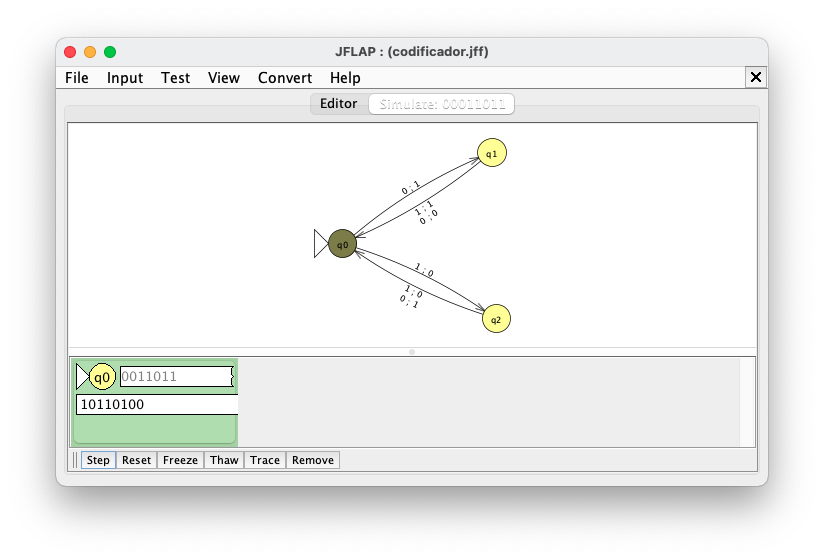 JFLAP : (codificador.jff)
File Input Test View Convert Help
Editor Simulate: 00011011
q1
0 ; 1
1 ; 1
0 ; 0
q0
1 ; 0
1 ; 0
0 ; 1
q2
q0 0011011
10110100
Step Reset Freeze Thaw Trace Remove